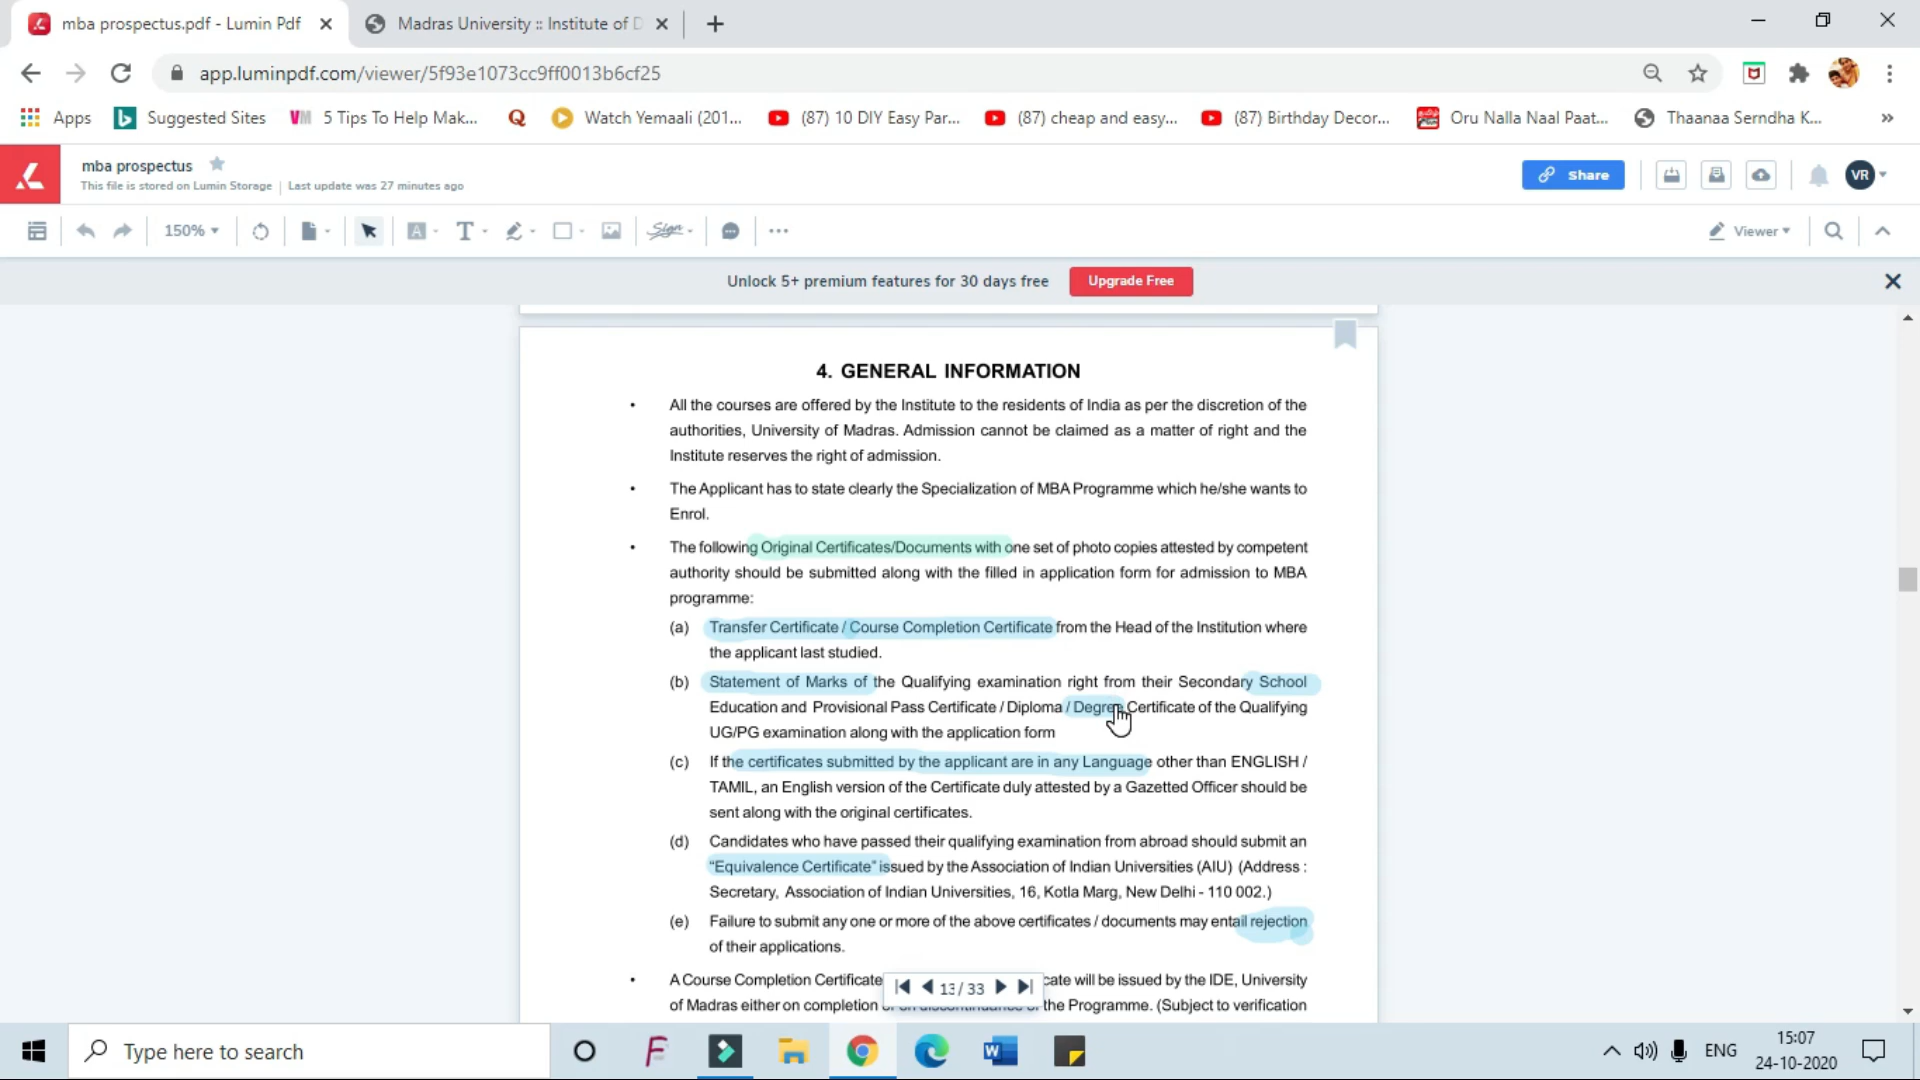 mba prospectus.pdf - Lumin Pdf
Madras University :: Institute of D
app.luminpdf.com/viewer/5f93e1073cc9ff0013b6cf25
Apps
Suggested Sites
VM 5 Tips To Help Mak...
Watch Yemaali (201...
(87) 10 DIY Easy Par...
(87) cheap and easy...
(87) Birthday Decor...
Oru Nalla Naal Paat...
Thaanaa Serndha K...
mba prospectus
This file is stored on Lumin Storage | Last update was 27 minutes ago
Share
VR
150%
Sign
Viewer
Unlock 5+ premium features for 30 days free
Upgrade Free
4. GENERAL INFORMATION
• All the courses are offered by the Institute to the residents of India as per the discretion of the
authorities, University of Madras. Admission cannot be claimed as a matter of right and the
Institute reserves the right of admission.
• The Applicant has to state clearly the Specialization of MBA Programme which he/she wants to
Enrol.
• The following Original Certificates/Documents with one set of photo copies attested by competent
authority should be submitted along with the filled in application form for admission to MBA
programme:
(a) Transfer Certificate / Course Completion Certificate from the Head of the Institution where
the applicant last studied.
(b) Statement of Marks of the Qualifying examination right from their Secondary School
Education and Provisional Pass Certificate / Diploma / Degree Certificate of the Qualifying
UG/PG examination along with the application form
(c) If the certificates submitted by the applicant are in any Language other than ENGLISH /
TAMIL, an English version of the Certificate duly attested by a Gazetted Officer should be
sent along with the original certificates.
(d) Candidates who have passed their qualifying examination from abroad should submit an
"Equivalence Certificate" issued by the Association of Indian Universities (AIU) (Address :
Secretary, Association of Indian Universities, 16, Kotla Marg, New Delhi - 110 002.)
(e) Failure to submit any one or more of the above certificates / documents may entail rejection
of their applications.
• A Course Completion Certificate cate will be issued by the IDE, University
13 / 33
of Madras either on completion the Programme. (Subject to verification
Type here to search
ENG
15:07
24-10-2020